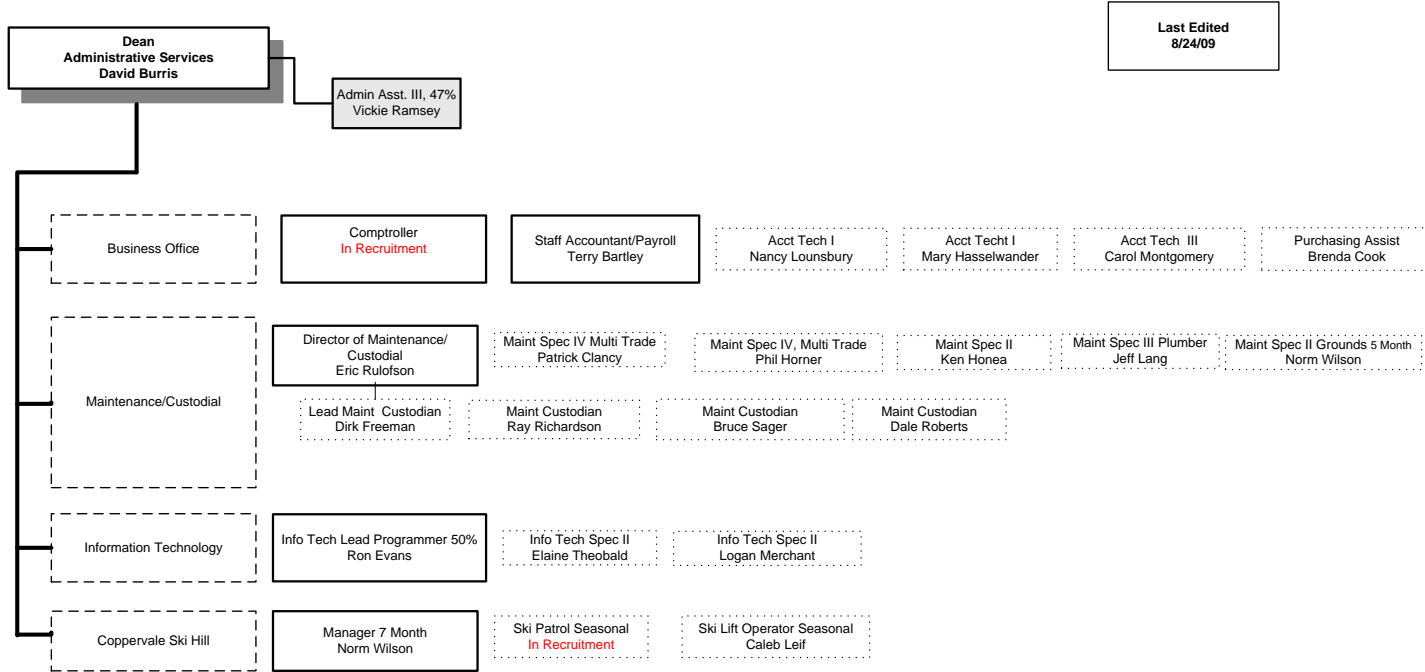 Last Edited
8/24/09
Dean
Administrative Services
David Burris
Admin Asst. III, 47%
Vickie Ramsey
Business Office
Comptroller
In Recruitment
Staff Accountant/Payroll
Terry Bartley
Acct Tech I
Nancy Lounsbury
Acct Techt I
Mary Hasselwander
Acct Tech III
Carol Montgomery
Purchasing Assist
Brenda Cook
Maintenance/Custodial
Director of Maintenance/
Custodial
Eric Rulofson
Maint Spec IV Multi Trade
Patrick Clancy
Maint Spec IV, Multi Trade
Phil Horner
Maint Spec II
Ken Honea
Maint Spec III Plumber
Jeff Lang
Maint Spec II Grounds 5 Month
Norm Wilson
Lead Maint Custodian
Dirk Freeman
Maint Custodian
Ray Richardson
Maint Custodian
Bruce Sager
Maint Custodian
Dale Roberts
Information Technology
Info Tech Lead Programmer 50%
Ron Evans
Info Tech Spec II
Elaine Theobald
Info Tech Spec II
Logan Merchant
Coppervale Ski Hill
Manager 7 Month
Norm Wilson
Ski Patrol Seasonal
In Recruitment
Ski Lift Operator Seasonal
Caleb Leif